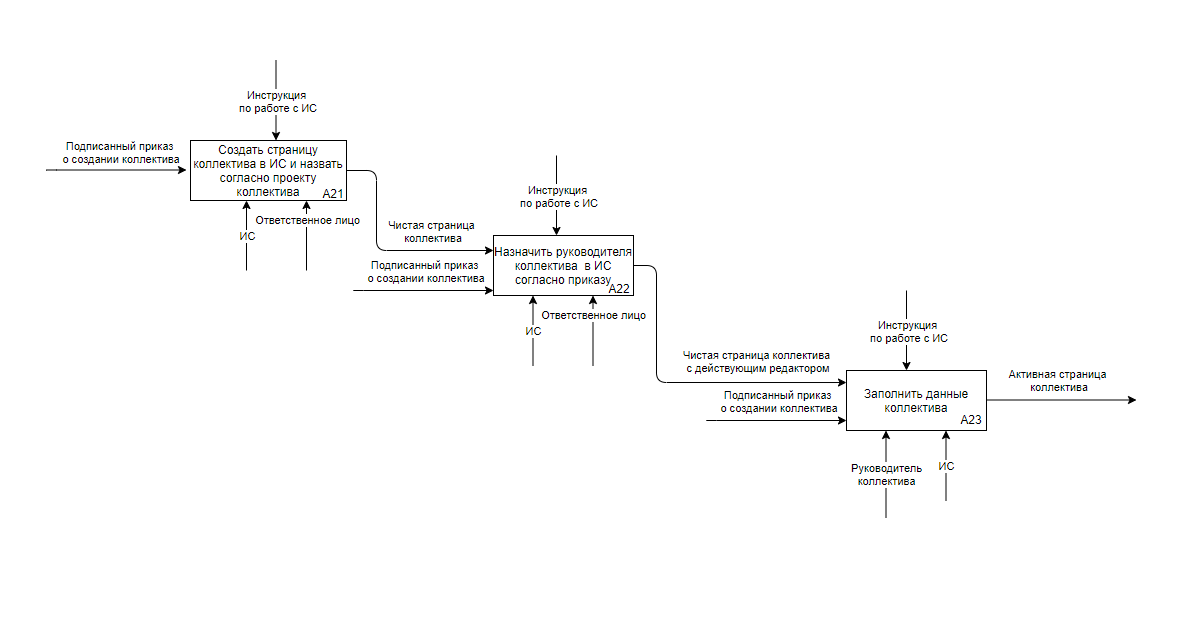 Инструкция
по работе с ИС
Подписанный приказ
о создании коллектива
Создать страницу
коллектива в ИС и назвать
согласно проекту
коллектива
A21
ИС
Ответственное лицо
Инструкция
по работе с ИС
Чистая страница
коллектива
Подписанный приказ
о создании коллектива
Назначить руководителя
коллектива в ИС
согласно приказу
A22
ИС
Ответственное лицо
Инструкция
по работе с ИС
Чистая страница коллектива
с действующим редактором
Подписанный приказ
о создании коллектива
Заполнить данные
коллектива
A23
Активная страница
коллектива
Руководитель
коллектива
ИС